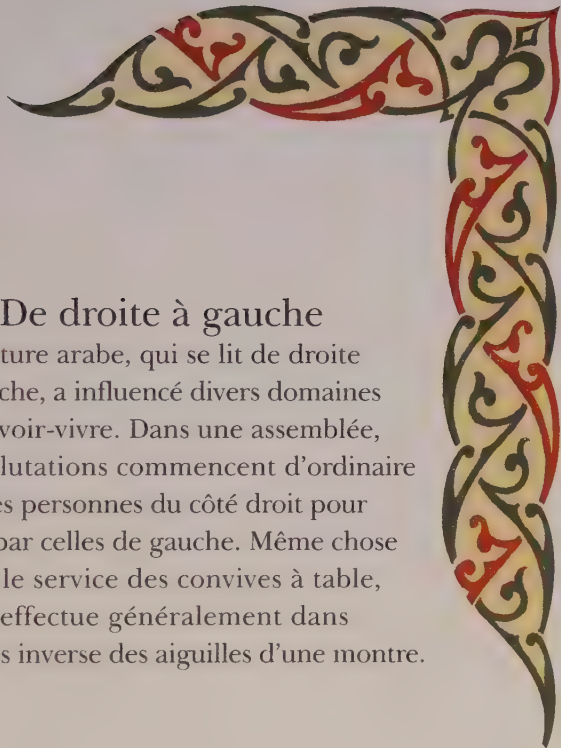 De droite à gauche
ture arabe, qui se lit de droite
che, a influencé divers domaines
voir-vivre. Dans une assemblée,
lutations commencent d'ordinaire
es personnes du côté droit pour
par celles de gauche. Même chose
le service des convives à table,
effectue généralement dans
s inverse des aiguilles d'une montre.